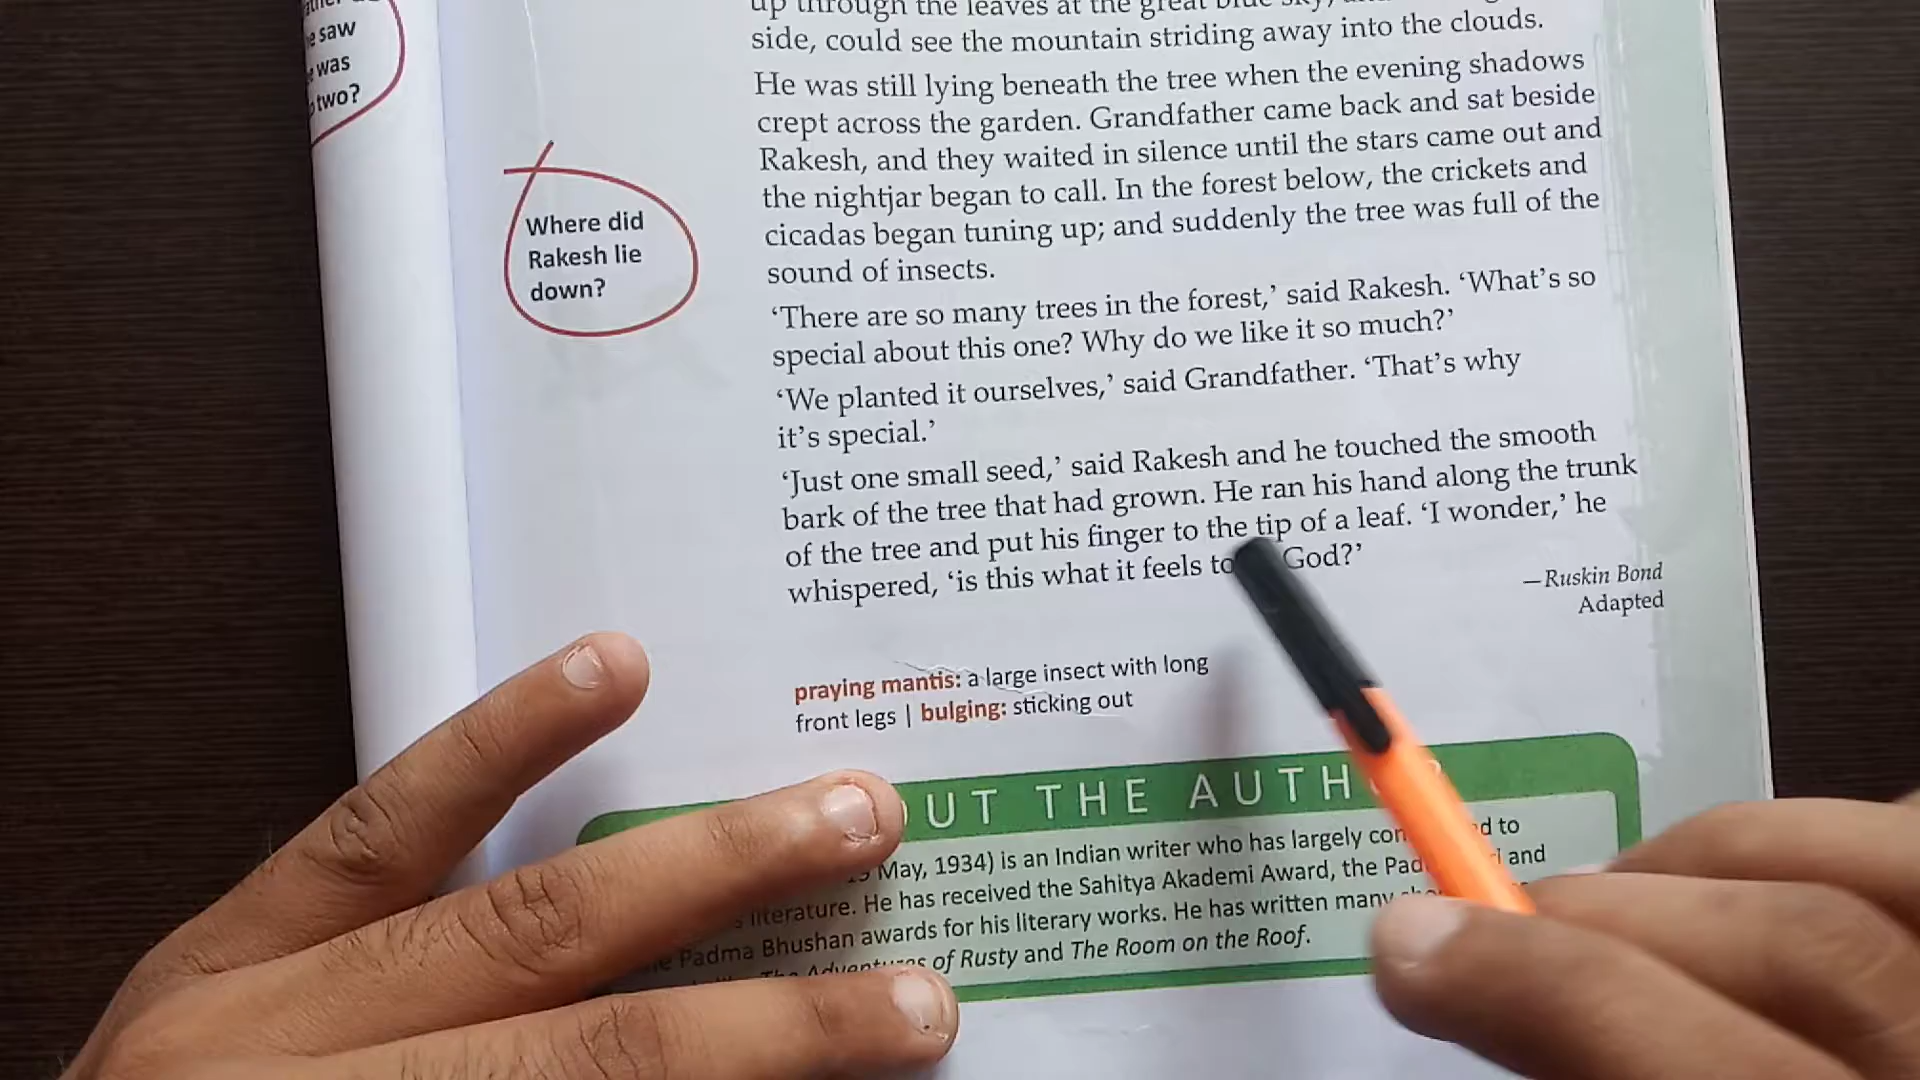 e saw
was
two?
Where did
Rakesh lie
down?
up through the leaves at the great blue sky,
side, could see the mountain striding away into the clouds.
He was still lying beneath the tree when the evening shadows
crept across the garden. Grandfather came back and sat beside
Rakesh, and they waited in silence until the stars came out and
the nightjar began to call. In the forest below, the crickets and
cicadas began tuning up; and suddenly the tree was full of the
sound of insects.
‘There are so many trees in the forest,’ said Rakesh. ‘What’s so
special about this one? Why do we like it so much?’
‘We planted it ourselves,’ said Grandfather. ‘That’s why
it’s special.’
‘Just one small seed,’ said Rakesh and he touched the smooth
bark of the tree that had grown. He ran his hand along the trunk
of the tree and put his finger to the tip of a leaf. ‘I wonder,’ he
whispered, ‘is this what it feels to God?’
—Ruskin Bond
Adapted
praying mantis: a large insect with long
front legs | bulging: sticking out
OUT THE AUTH
May, 1934) is an Indian writer who has largely con d to
literature. He has received the Sahitya Akademi Award, the Pad i and
Padma Bhushan awards for his literary works. He has written many
The Adventures of Rusty and The Room on the Roof.